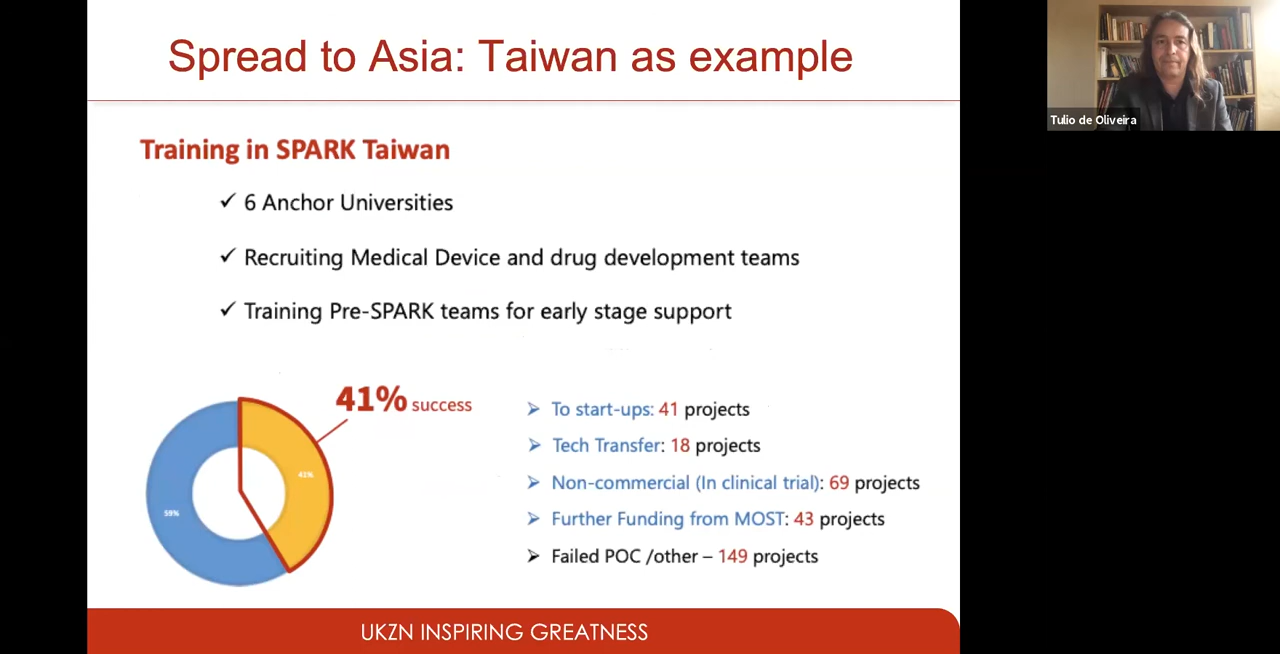 Spread to Asia: Taiwan as example
Tulio de Oliveira
Training in SPARK Taiwan
✓ 6 Anchor Universities
✓ Recruiting Medical Device and drug development teams
✓ Training Pre-SPARK teams for early stage support
41% success
41%
59%
➢ To start-ups: 41 projects
➢ Tech Transfer: 18 projects
➢ Non-commercial (In clinical trial): 69 projects
➢ Further Funding from MOST: 43 projects
➢ Failed POC /other – 149 projects
UKZN INSPIRING GREATNESS